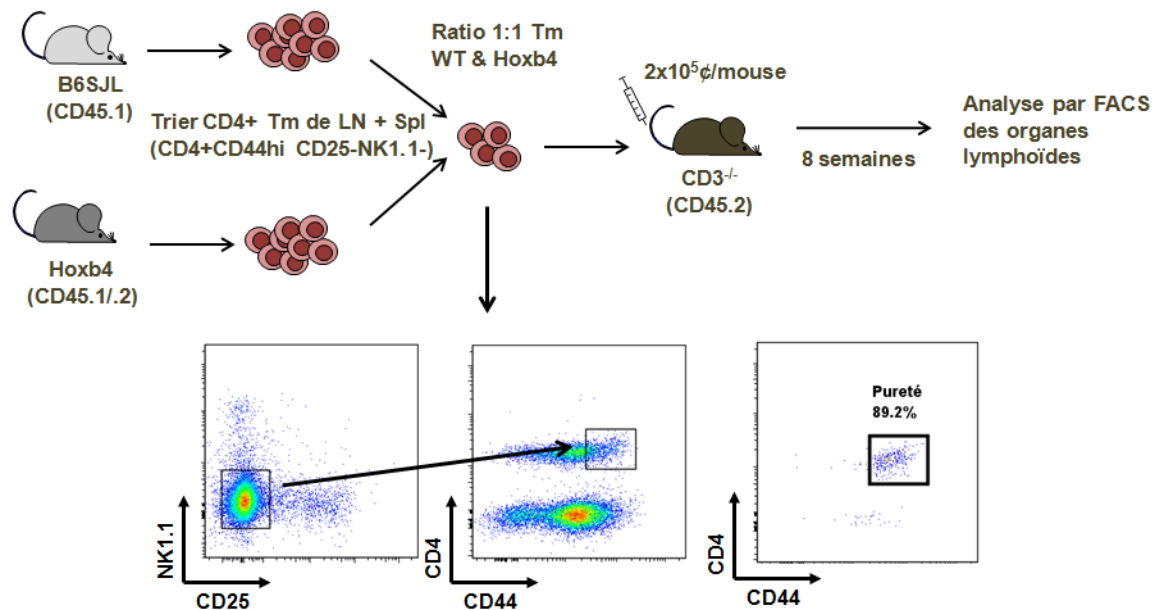 B6SJL
(CD45.1)
Ratio 1:1 Tm
WT & Hoxb4
2x10⁵¢/mouse
Trier CD4+ Tm de LN + Spl
(CD4+CD44hi CD25-NK1.1-)
Analyse par FACS
des organes
lymphoïdes
8 semaines
CD3-/-
(CD45.2)
Hoxb4
(CD45.1/.2)
Pureté
89.2%
NK1.1
CD25
CD4
CD44
CD4
CD44